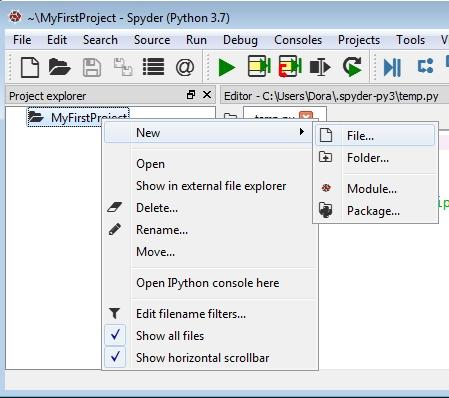 ~\MyFirstProject - Spyder (Python 3.7)
File Edit Search Source Run Debug Consoles Projects Tools
Project explorer
Editor - C:\Users\Dora\.spyder-py3\temp.py
MyFirstProject
temp.py
New
File...
Open
Folder...
Show in external file explorer
Module...
Delete...
Package...
Rename...
Move...
Open IPython console here
Edit filename filters...
Show all files
Show horizontal scrollbar